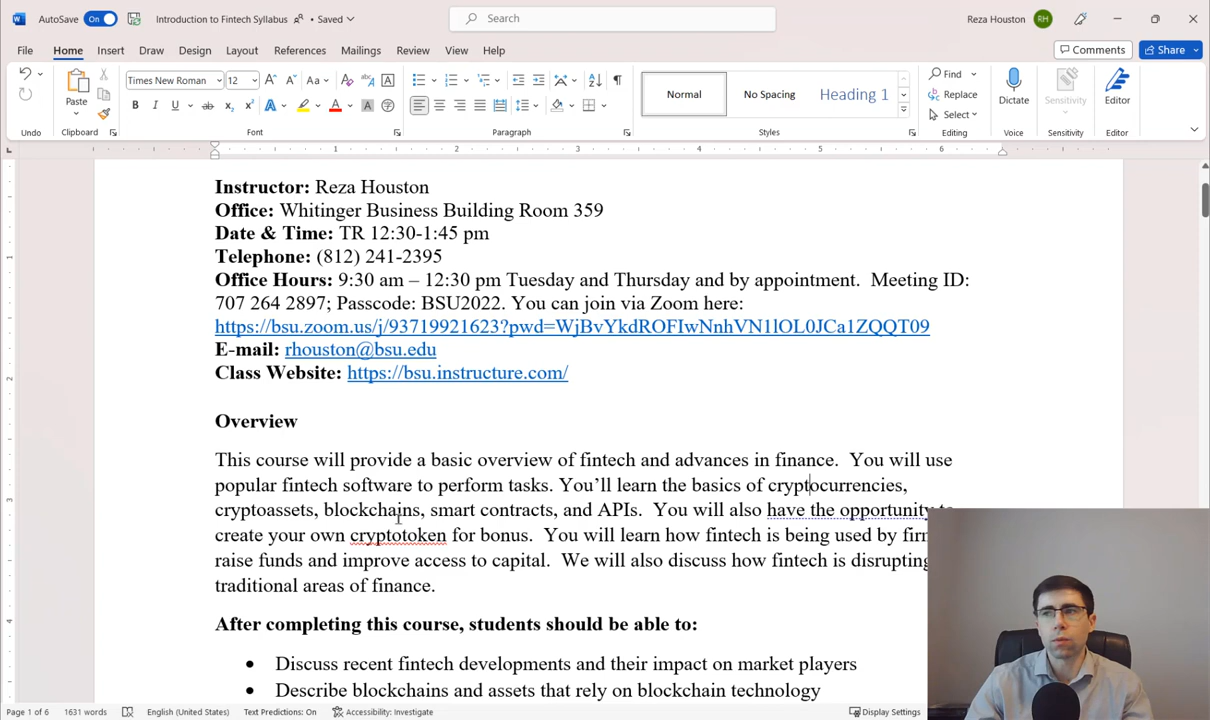 AutoSave On Introduction to Fintech Syllabus • Saved Search Reza Houston RH
File Home Insert Draw Design Layout References Mailings Review View Help Comments Share
Times New Roman 12 Find
Paste Normal No Spacing Heading 1 Replace Dictate Sensitivity Editor
Select
Undo Clipboard Font Paragraph Styles Editing Voice Sensitivity Editor
1 2 3 4 5 6
Instructor: Reza Houston
Office: Whitinger Business Building Room 359
Date & Time: TR 12:30-1:45 pm
Telephone: (812) 241-2395
Office Hours: 9:30 am – 12:30 pm Tuesday and Thursday and by appointment.  Meeting ID:
707 264 2897; Passcode: BSU2022. You can join via Zoom here:
https://bsu.zoom.us/j/93719921623?pwd=WjBvYkdROFIwNnhVN1lOL0JCa1ZQQT09
E-mail: rhouston@bsu.edu
Class Website: https://bsu.instructure.com/
Overview
This course will provide a basic overview of fintech and advances in finance.  You will use
popular fintech software to perform tasks. You’ll learn the basics of cryptocurrencies,
cryptoassets, blockchains, smart contracts, and APIs.  You will also have the opportunity to
create your own cryptotoken for bonus.  You will learn how fintech is being used by fir
raise funds and improve access to capital.  We will also discuss how fintech is disrupting
traditional areas of finance.
After completing this course, students should be able to:
• Discuss recent fintech developments and their impact on market players
• Describe blockchains and assets that rely on blockchain technology
Page 1 of 6 1631 words English (United States) Text Predictions: On Accessibility: Investigate Display Settings